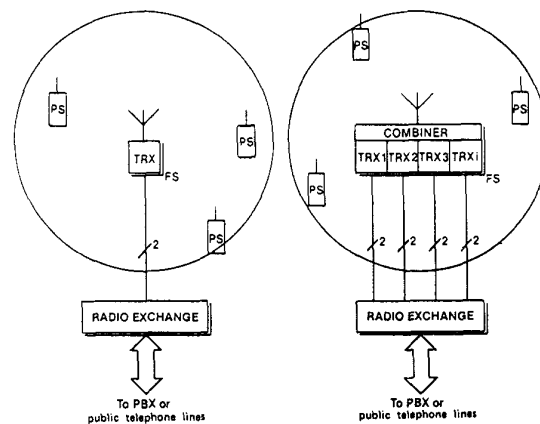 PS
PS
TRX
FS
PS
2
RADIO EXCHANGE
To PBX or
public telephone lines
PS
PS
COMBINER
TRX1 TRX2 TRX3 TRXi
FS
PS
2 2 2 2
RADIO EXCHANGE
To PBX or
public telephone lines